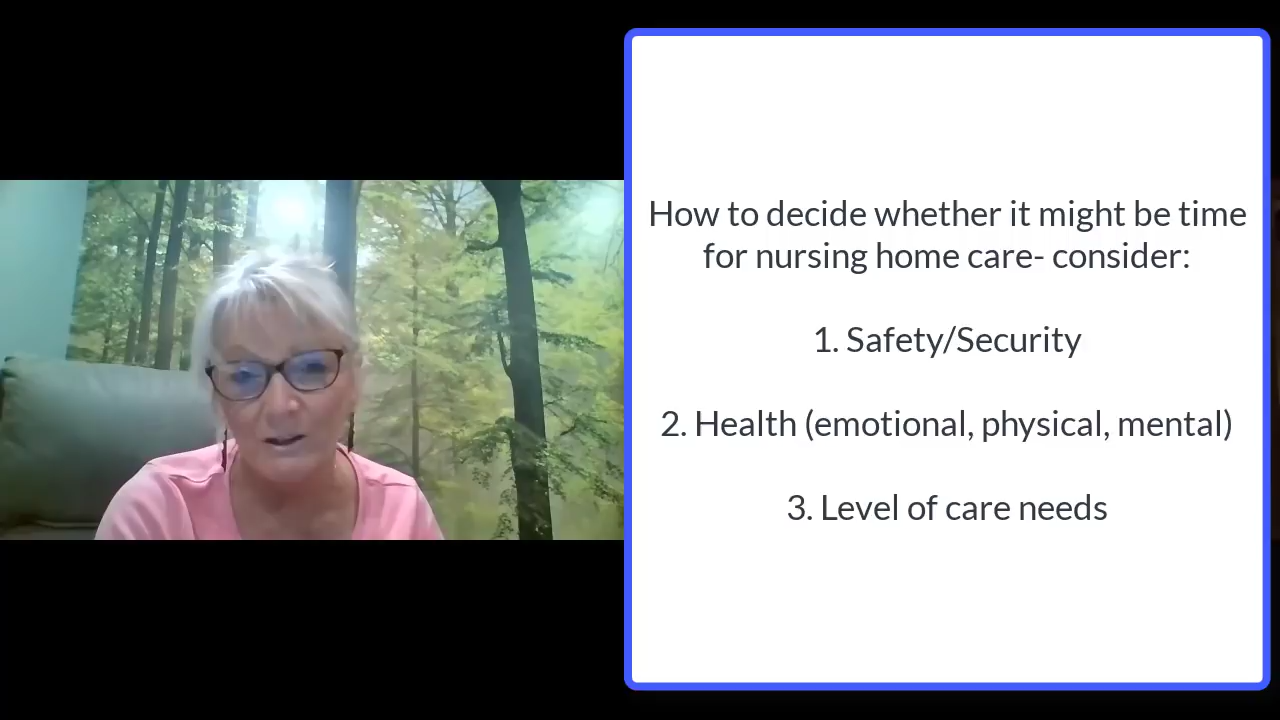 How to decide whether it might be time
for nursing home care- consider:
1. Safety/Security
2. Health (emotional, physical, mental)
3. Level of care needs